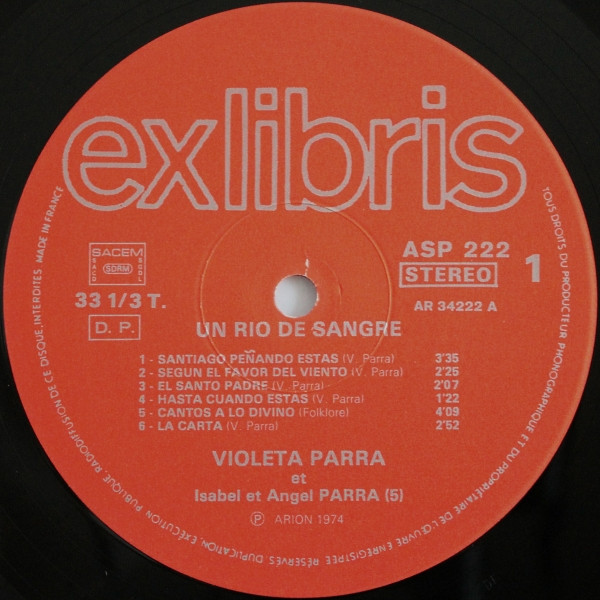 exlibris
SACEM
SACD
SDRM
SGDL
33 1/3 T.
D. P.
ASP 222
STEREO
1
AR 34222 A
UN RIO DE SANGRE
1 - SANTIAGO PEÑANDO ESTAS (V. Parra) 3'35
2 - SEGUN EL FAVOR DEL VIENTO (V. Parra) 2'26
3 - EL SANTO PADRE (V. Parra) 2'07
4 - HASTA CUANDO ESTAS (V. Parra) 1'22
5 - CANTOS A LO DIVINO (Folklore) 4'09
6 - LA CARTA (V. Parra) 2'52
VIOLETA PARRA
et
Isabel et Angel PARRA (5)
Ⓟ ARION 1974
TOUS DROITS DU PRODUCTEUR PHONOGRAPHIQUE ET DU PROPRIÉTAIRE DE L'ŒUVRE ENREGISTRÉE RÉSERVÉS. DUPLICATION, EXÉCUTION PUBLIQUE, RADIODIFFUSION DE CE DISQUE, INTERDITES MADE IN FRANCE